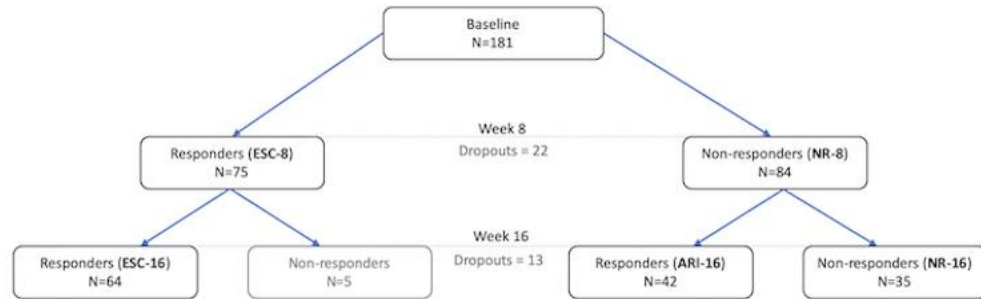 Baseline
N=181
Week 8
Dropouts = 22
Responders (ESC-8)
N=75
Non-responders (NR-8)
N=84
Week 16
Dropouts = 13
Responders (ESC-16)
N=64
Non-responders
N=5
Responders (ARI-16)
N=42
Non-responders (NR-16)
N=35